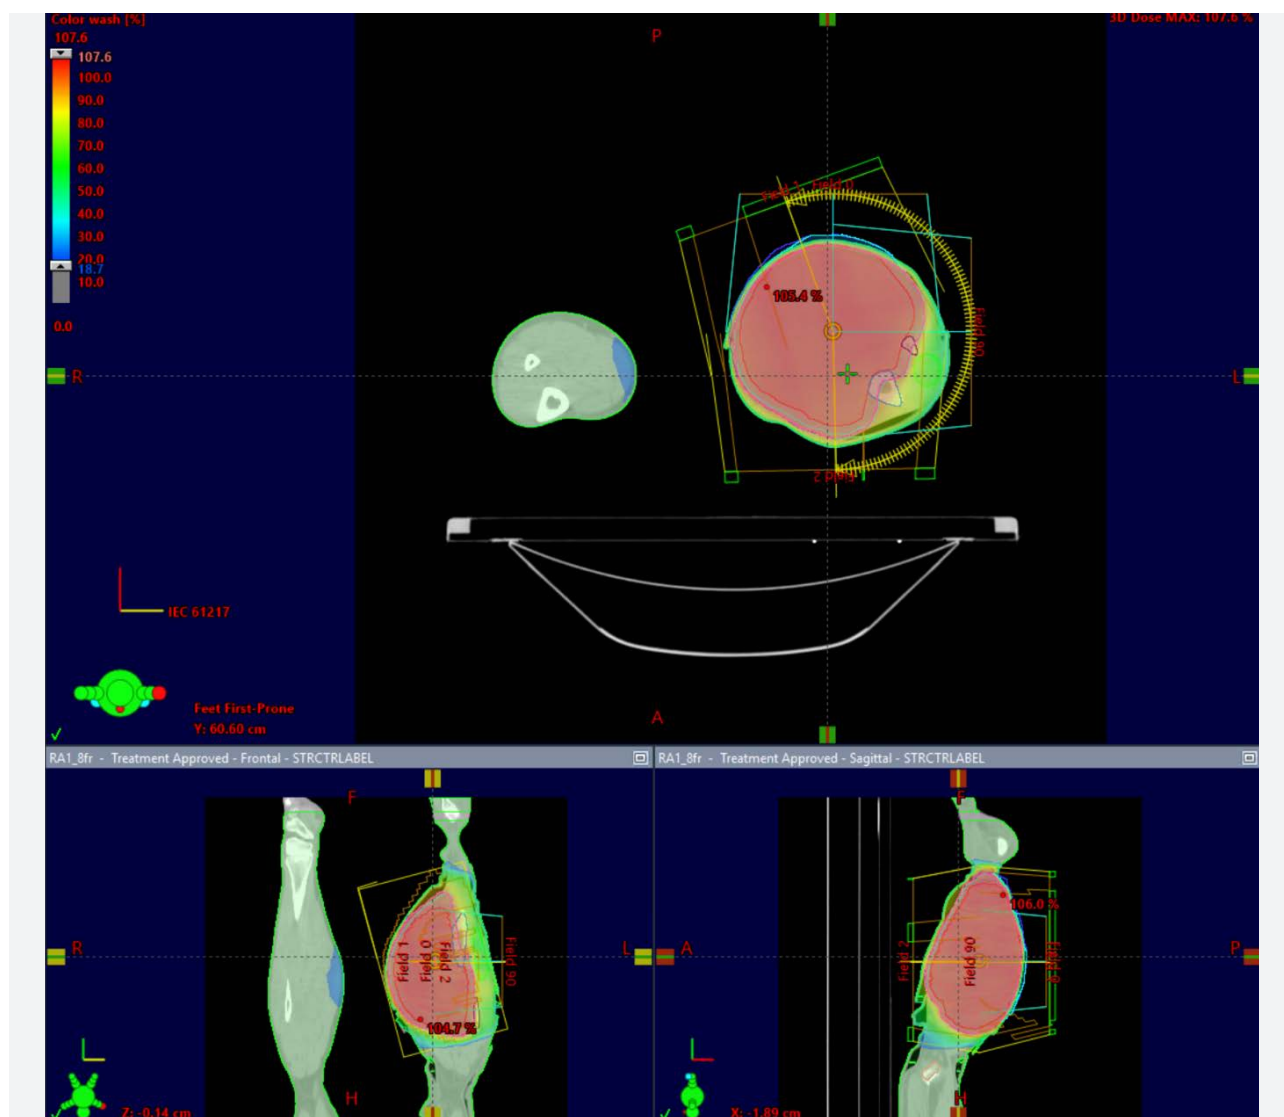 Color wash [%]
3D Dose MAX: 107.6 %
107.6
107.6
100.0
90.0
80.0
70.0
60.0
50.0
40.0
30.0
20.0
18.7
10.0
0.0
P
Field 1
Field 0
105.4 %
Field 90
R
L
Field 2
IEC 61217
Feet First-Prone
Y: 60.60 cm
A
RA1_8fr - Treatment Approved - Frontal - STRCTRLABEL
F
R
L
Field 1
Field 0
Field 2
Field 90
104.7 %
H
Z: -0.14 cm
RA1_8fr - Treatment Approved - Sagittal - STRCTRLABEL
F
106.0 %
A
P
Field 2
Field 90
H
X: -1.89 cm